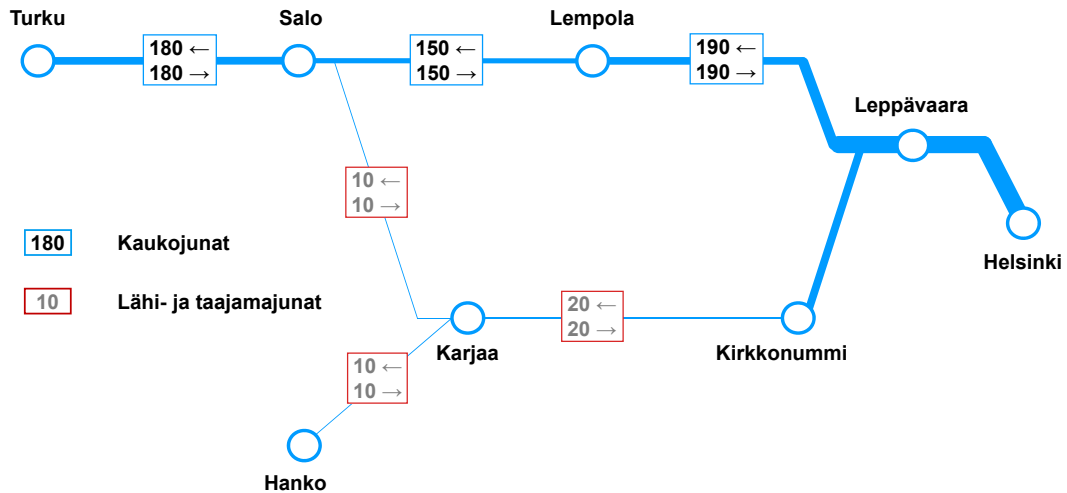 Turku
Salo
Lempola
180 ←
180 →
150 ←
150 →
190 ←
190 →
Leppävaara
10 ←
10 →
180
Kaukojunat
Helsinki
10
Lähi- ja taajamajunat
20 ←
20 →
Karjaa
Kirkkonummi
10 ←
10 →
Hanko